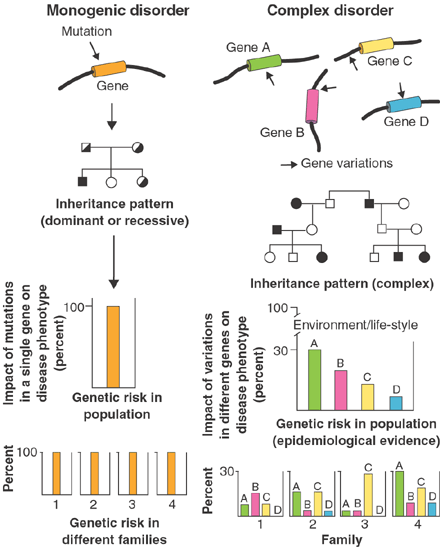 Monogenic disorder
Mutation
Gene
Inheritance pattern
(dominant or recessive)
Impact of mutations
in a single gene on
disease phenotype
(percent)
100
Genetic risk in
population
Percent
100
1 2 3 4
Genetic risk in
different families
Complex disorder
Gene A
Gene C
Gene B
Gene D
Gene variations
Inheritance pattern (complex)
Impact of variations
in different genes on
disease phenotype
(percent)
100
Environment/life-style
30
A
B
C
D
Genetic risk in population
(epidemiological evidence)
Percent
30
A B C D
A B C D
A B C D
A B C D
1 2 3 4
Family